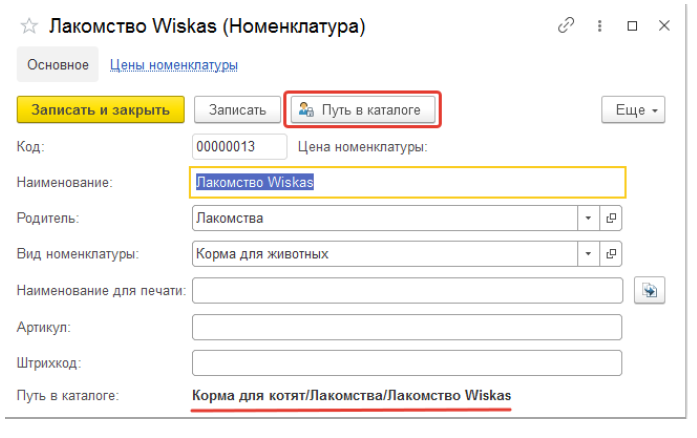 Лакомство Wiskas (Номенклатура)
Основное Цены номенклатуры
Записать и закрыть Записать Путь в каталоге Еще
Код: 00000013 Цена номенклатуры:
Наименование: Лакомство Wiskas
Родитель: Лакомства
Вид номенклатуры: Корма для животных
Наименование для печати:
Артикул:
Штрихкод:
Путь в каталоге: Корма для котят/Лакомства/Лакомство Wiskas